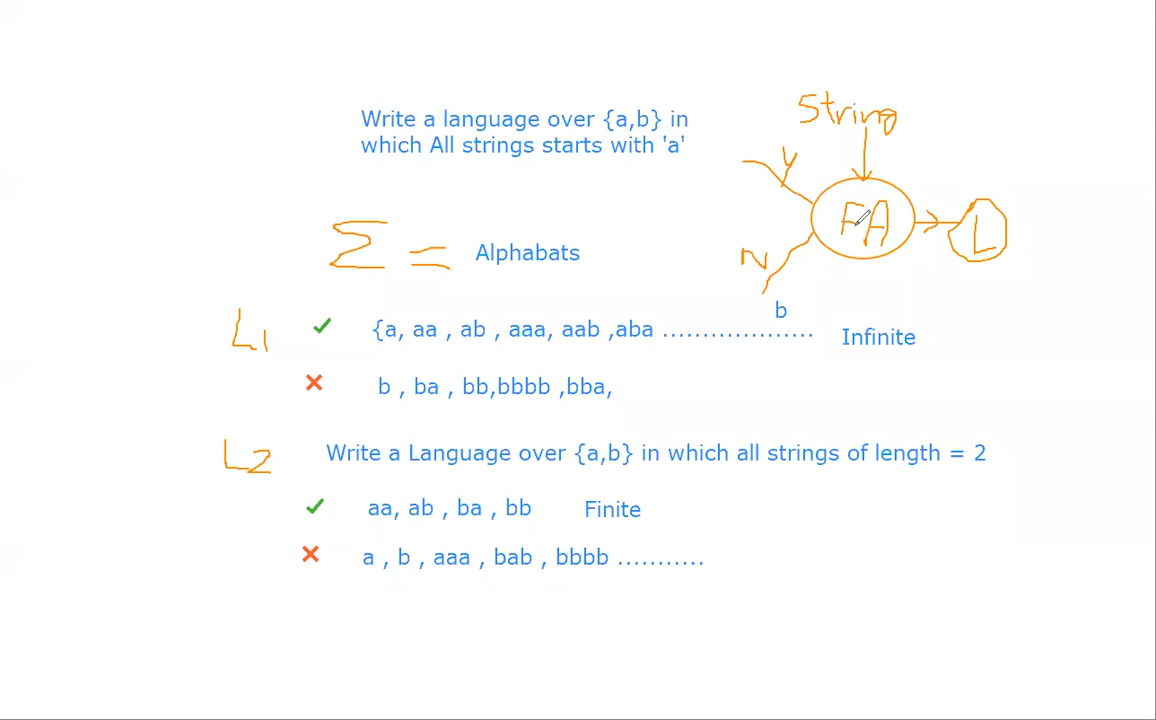 Write a language over {a,b} in
which All strings starts with 'a'
String
Y
FA
L
N
Σ = Alphabats
b
L1 {a, aa , ab , aaa, aab ,aba ................... Infinite
b , ba , bb,bbbb ,bba,
L2 Write a Language over {a,b} in which all strings of length = 2
aa, ab , ba , bb Finite
a , b , aaa , bab , bbbb ...........